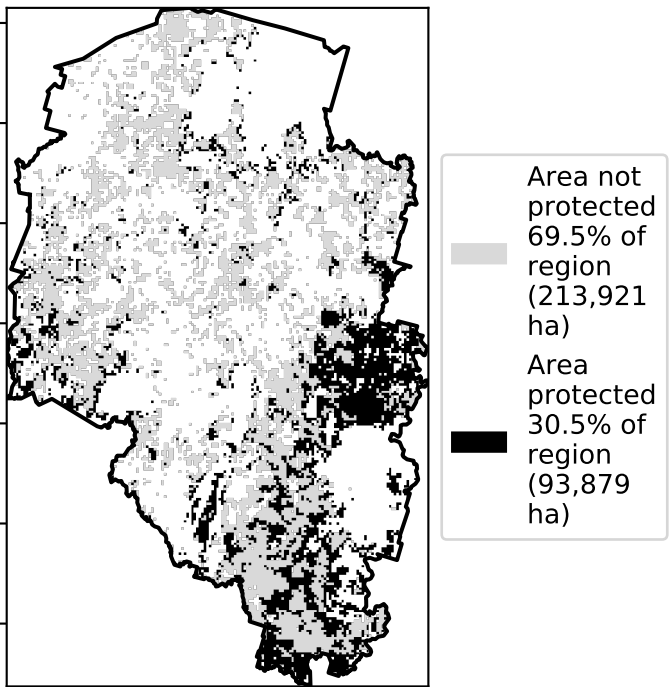 Area not
protected
69.5% of
region
(213,921
ha)
Area
protected
30.5% of
region
(93,879
ha)